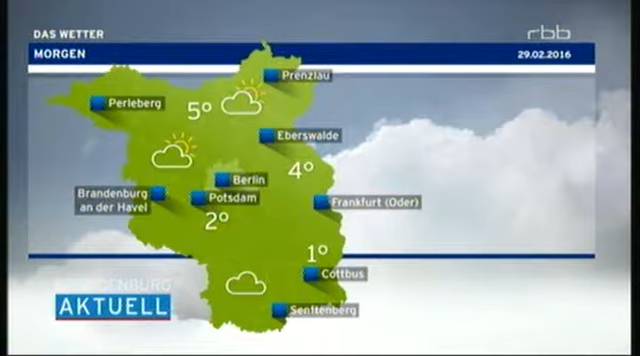 DAS WETTER
rbb
MORGEN
29.02.2016
Prenzlau
Perleberg
5°
Eberswalde
4°
Berlin
Brandenburg
an der Havel
Potsdam
Frankfurt (Oder)
2°
1°
Cottbus
AKTUELL
Senftenberg